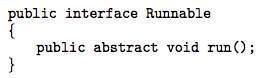 public interface Runnable
{
    public abstract void run();
}